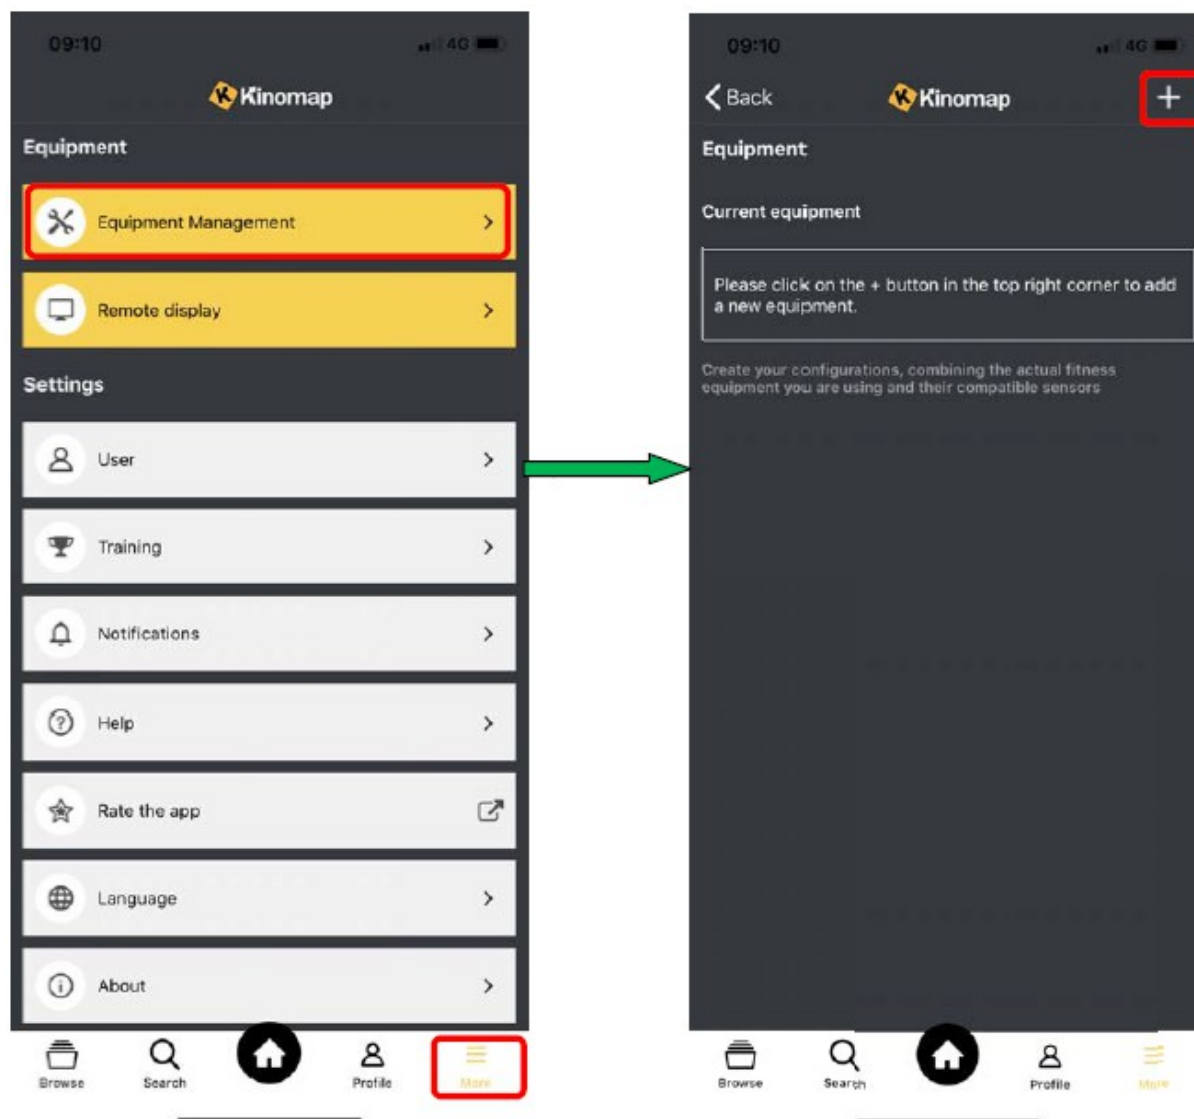 09:10
4G
Kinomap
Equipment
Equipment Management
Remote display
Settings
User
Training
Notifications
Help
Rate the app
Language
About
Browse
Search
Profile
More
09:10
4G
Back
Kinomap
Equipment
Current equipment
Please click on the + button in the top right corner to add
a new equipment.
Create your configurations, combining the actual fitness
equipment you are using and their compatible sensors
Browse
Search
Profile
More